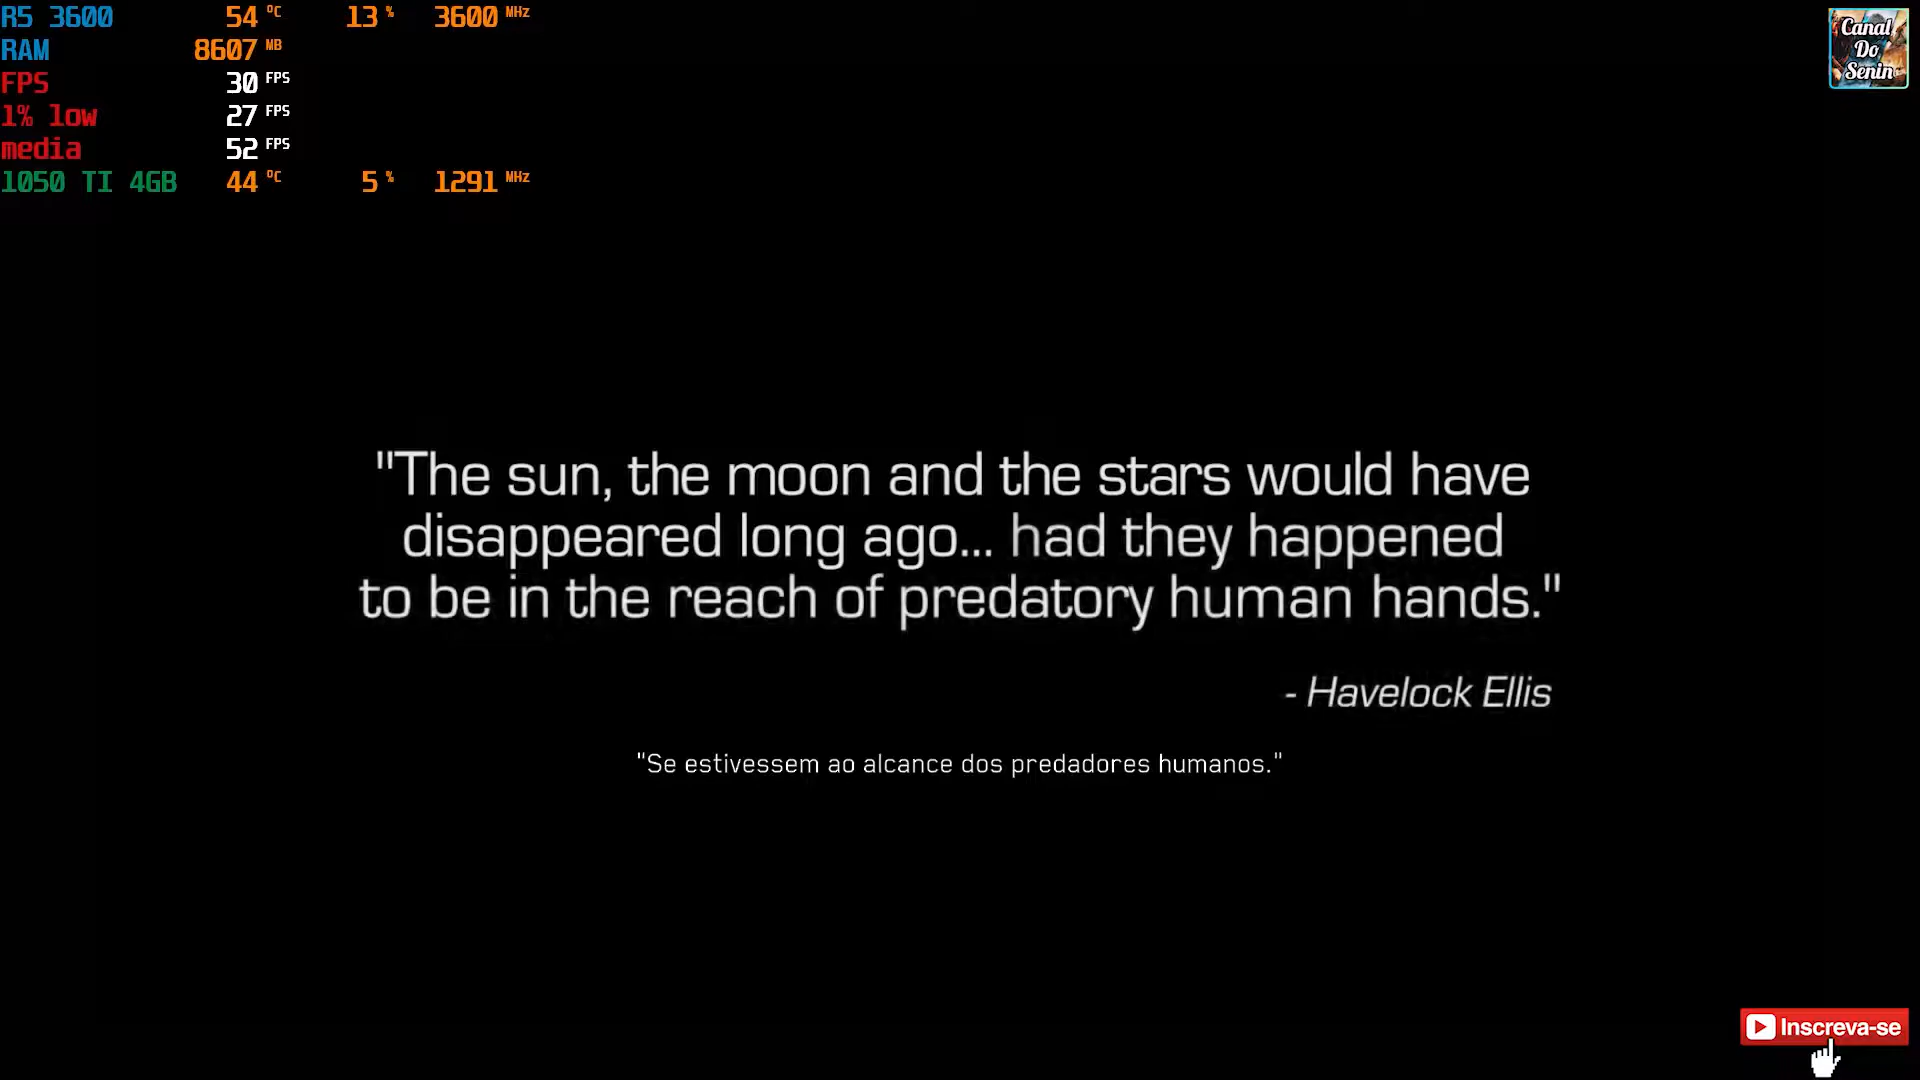 R5 3600 54 °C 13 % 3600 MHz
RAM 8607 MB
FPS 30 FPS
1% low 27 FPS
media 52 FPS
1050 TI 4GB 44 °C 5 % 1291 MHz
Canal
Do
Senin
"The sun, the moon and the stars would have
disappeared long ago... had they happened
to be in the reach of predatory human hands."
- Havelock Ellis
"Se estivessem ao alcance dos predadores humanos."
Inscreva-se